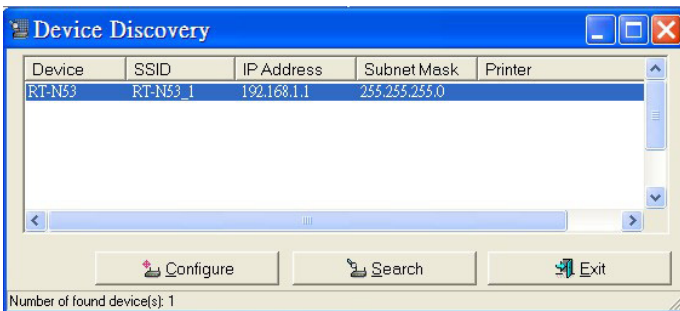 Device Discovery
Device SSID IP Address Subnet Mask Printer
RT-N53 RT-N53_1 192.168.1.1 255.255.255.0
Configure Search Exit
Number of found device(s): 1